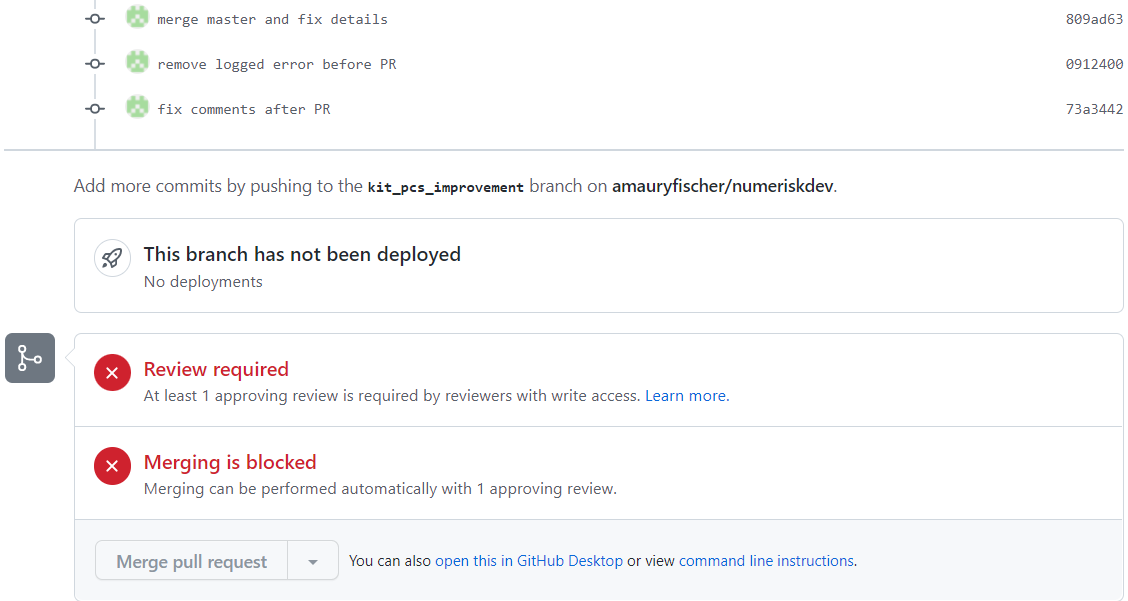 merge master and fix details 809ad63
remove logged error before PR 0912400
fix comments after PR 73a3442
Add more commits by pushing to the kit_pcs_improvement branch on amauryfischer/numeriskdev.
This branch has not been deployed
No deployments
Review required
At least 1 approving review is required by reviewers with write access. Learn more.
Merging is blocked
Merging can be performed automatically with 1 approving review.
Merge pull request You can also open this in GitHub Desktop or view command line instructions.